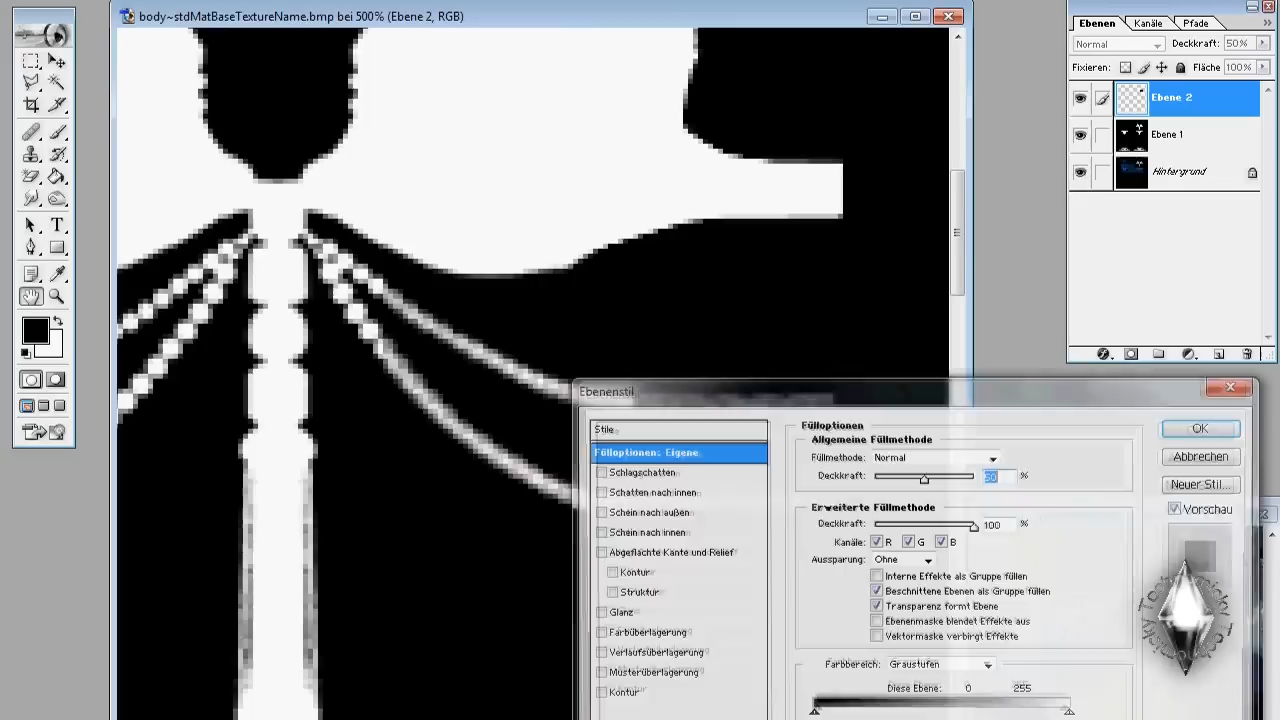 body~stdMatBaseTextureName.bmp bei 500% (Ebene 2, RGB)
Ebenen
Kanäle
Pfade
Normal
Deckkraft: 50%
Fixieren:
Fläche 100%
Ebene 2
Ebene 1
Hintergrund
Ebenenstil
Stile
Fülloptionen: Eigene
Schlagschatten
Schatten nach innen
Schein nach außen
Schein nach innen
Abgeflachte Kante und Relief
Kontur
Struktur
Glanz
Farbüberlagerung
Verlaufsüberlagerung
Musterüberlagerung
Kontur
Fülloptionen
Allgemeine Füllmethode
Füllmethode: Normal
Deckkraft: 50 %
Erweiterte Füllmethode
Deckkraft: 100 %
Kanäle: R G B
Aussparung: Ohne
Interne Effekte als Gruppe füllen
Beschnittene Ebenen als Gruppe füllen
Transparenz formt Ebene
Ebenenmaske blendet Effekte aus
Vektormaske verbirgt Effekte
Farbbereich: Graustufen
Diese Ebene: 0 255
OK
Abbrechen
Neuer Stil...
Vorschau